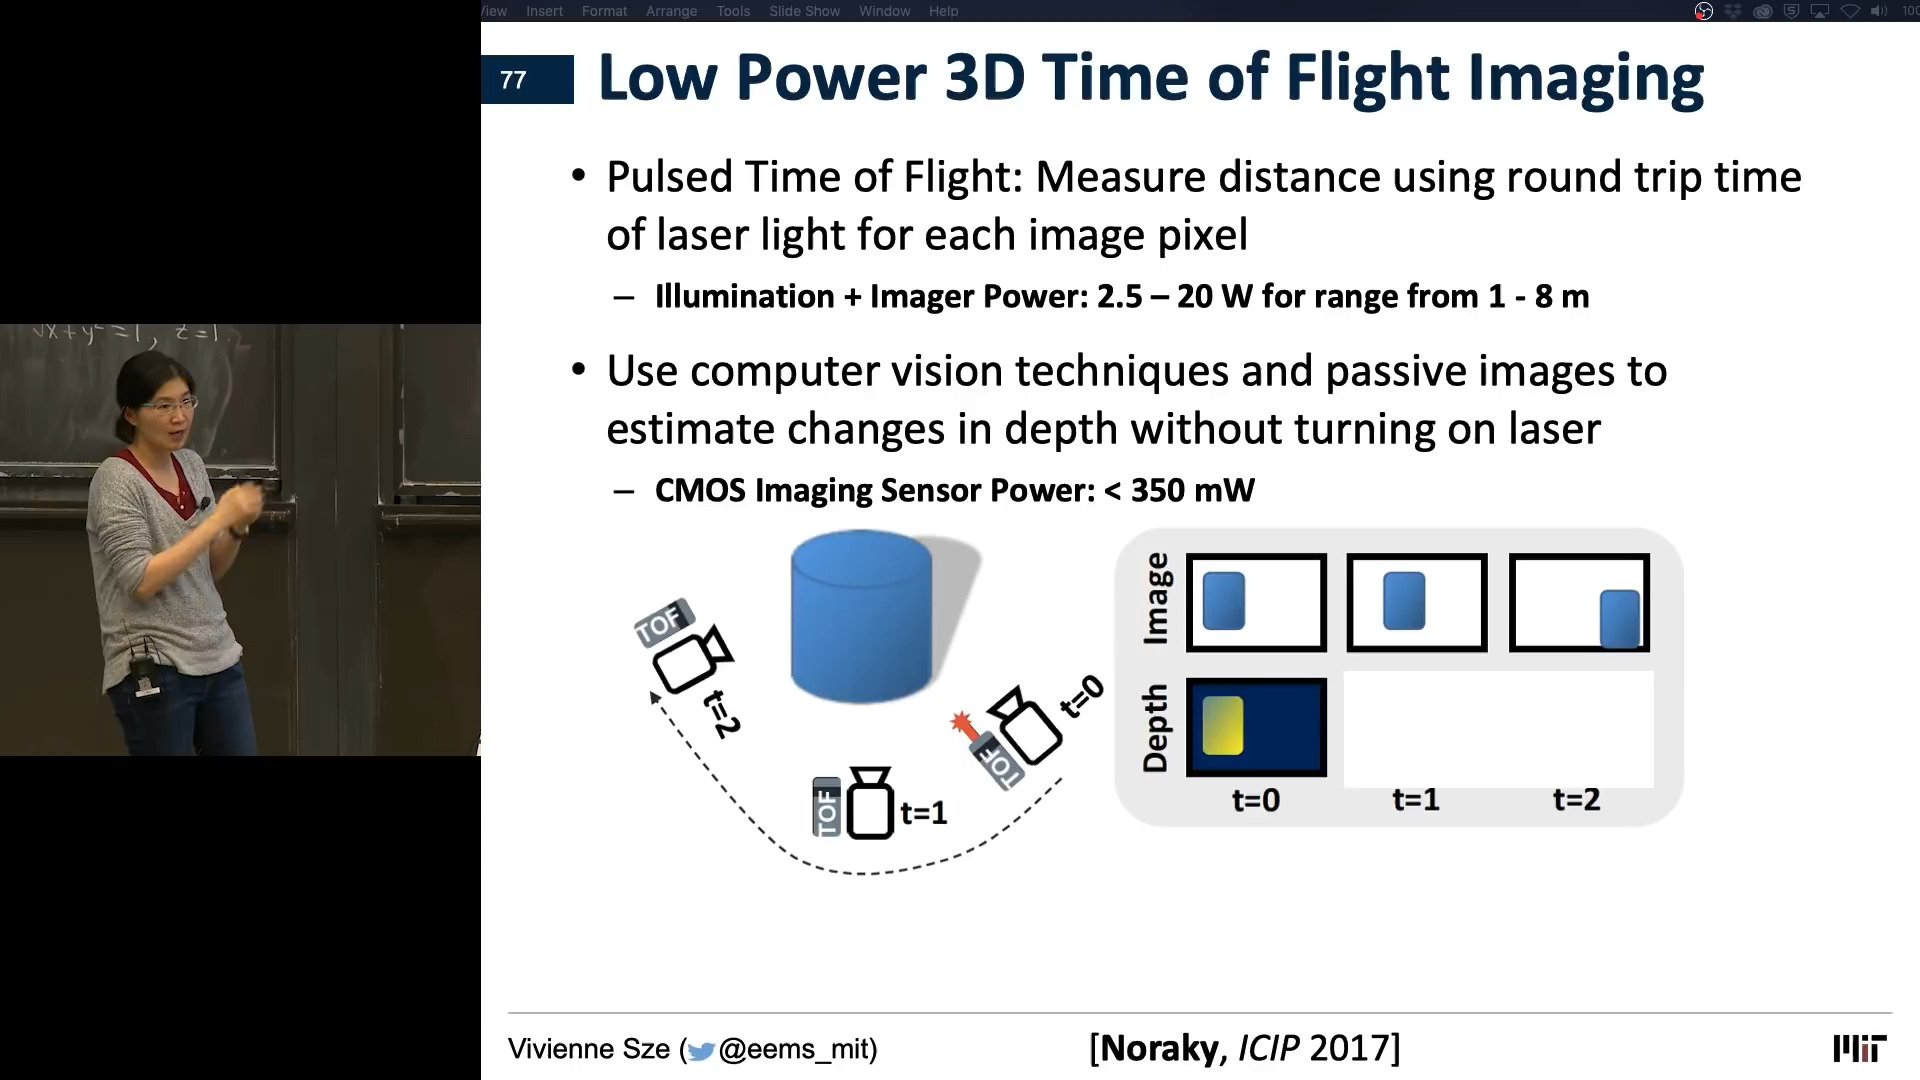 View Insert Format Arrange Tools Slide Show Window Help
77
Low Power 3D Time of Flight Imaging
• Pulsed Time of Flight: Measure distance using round trip time
of laser light for each image pixel
– Illumination + Imager Power: 2.5 – 20 W for range from 1 - 8 m
• Use computer vision techniques and passive images to
estimate changes in depth without turning on laser
– CMOS Imaging Sensor Power: < 350 mW
TOF
t=2
TOF
t=1
TOF
t=0
Image
Depth
t=0 t=1 t=2
Vivienne Sze (@eems_mit)
[Noraky, ICIP 2017]
MIT